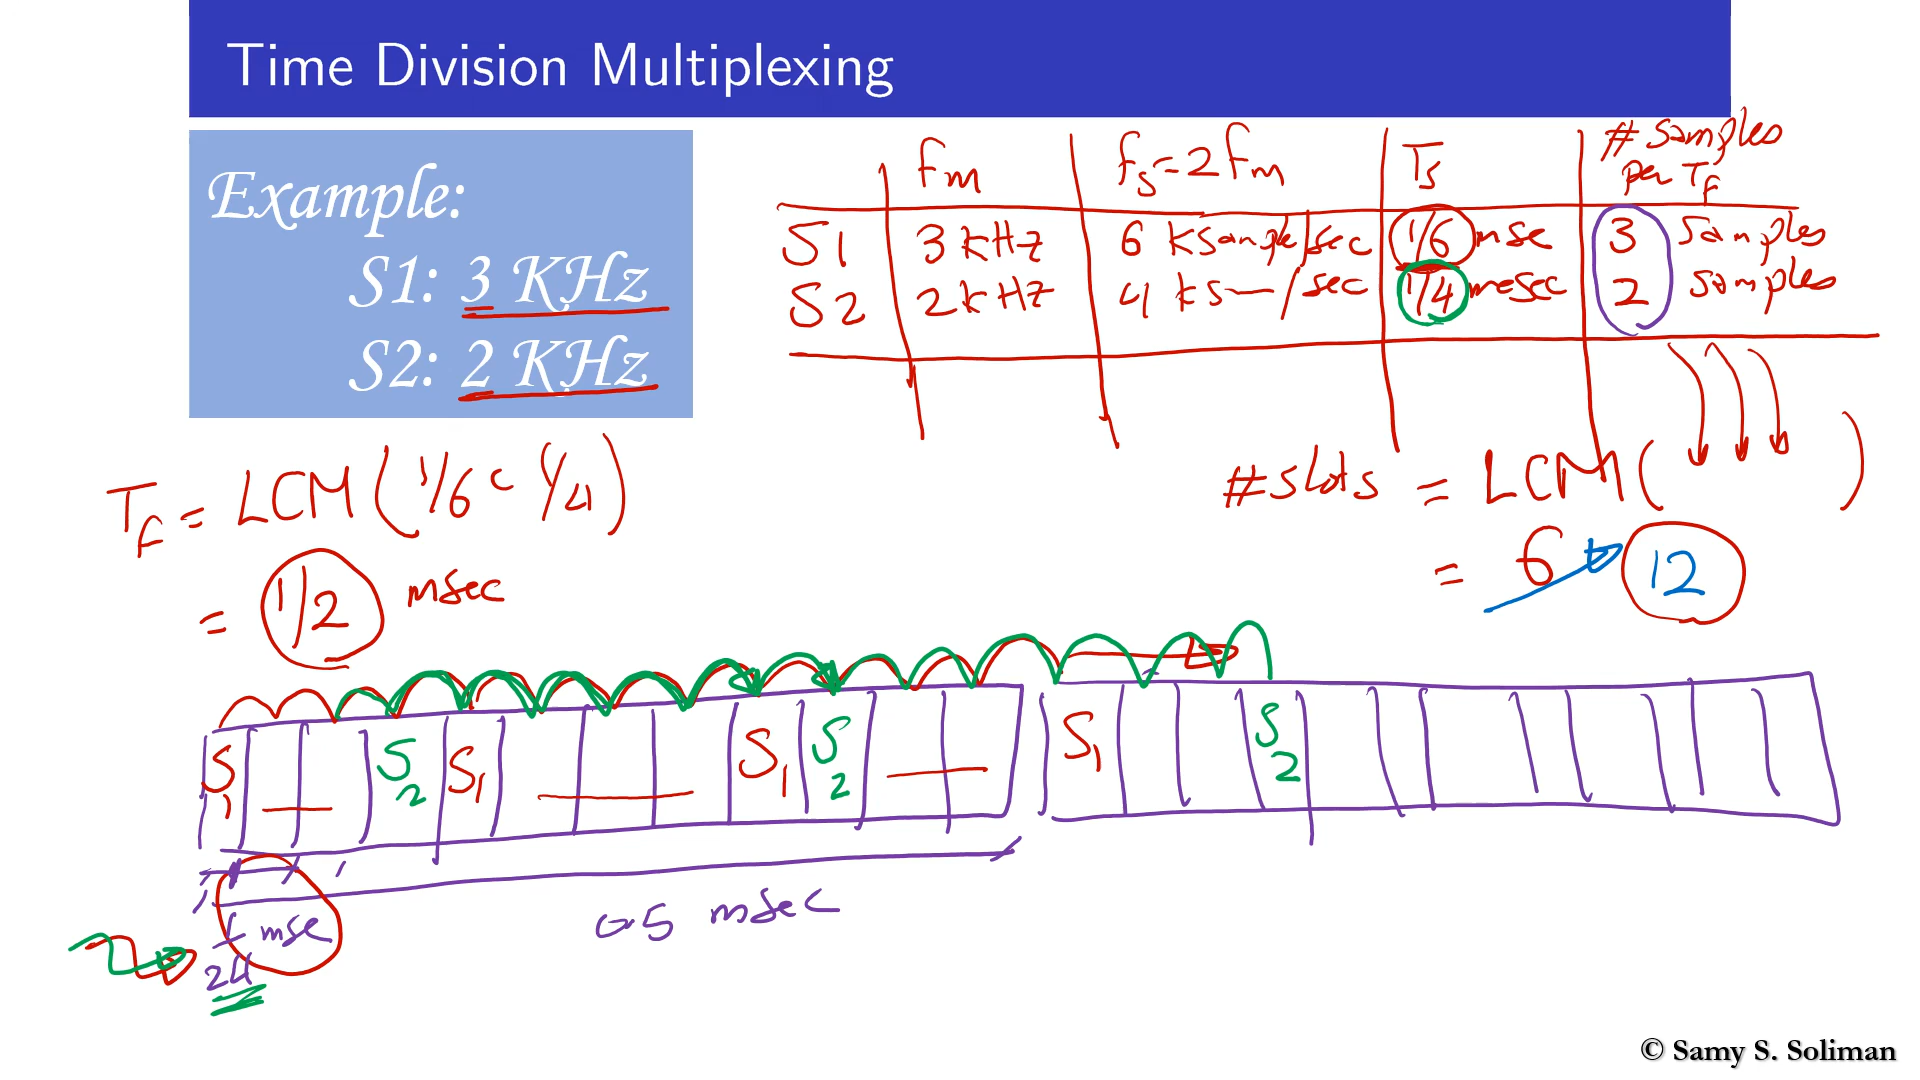 Time Division Multiplexing
Example:
S1: 3 KHz
S2: 2 KHz
fm fs=2fm Ts # samples per TF
S1 3 kHz 6 ksample/sec 1/6 msec 3 samples
S2 2 kHz 4 ks—/sec 1/4 msec 2 samples
TF = LCM(1/6, 1/4)
= 1/2 msec
#slots = LCM( )
= 6 12
S1 S2 S1 S1 S2 S1 S2
1/24 msec
0.5 msec
© Samy S. Soliman